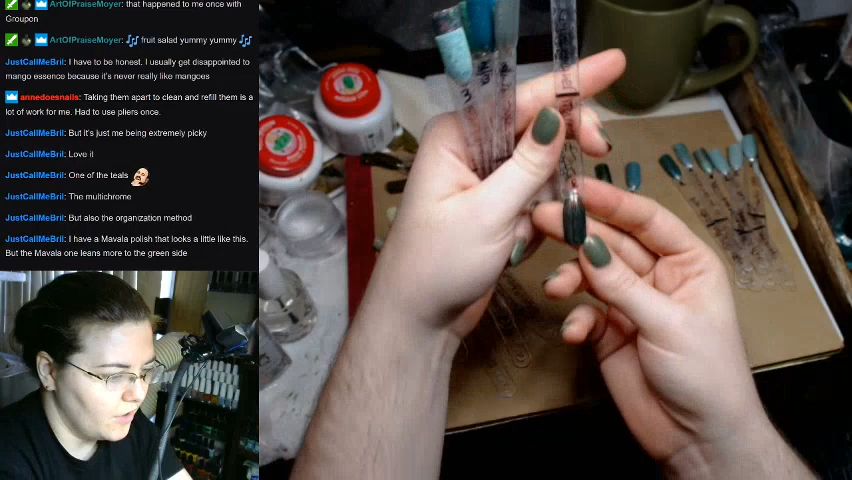 ArtOfPraiseMoyer: that happened to me once with
Groupon
ArtOfPraiseMoyer: 🎶 fruit salad yummy yummy 🎶
JustCallMeBril: I have to be honest. I usually get disappointed to
mango essence because it's never really like mangoes
annedoesnails: Taking them apart to clean and refill them is a
lot of work for me. Had to use pliers once.
JustCallMeBril: But it's just me being extremely picky
JustCallMeBril: Love it
JustCallMeBril: One of the teals
JustCallMeBril: The multichrome
JustCallMeBril: But also the organization method
JustCallMeBril: I have a Mavala polish that looks a little like this.
But the Mavala one leans more to the green side